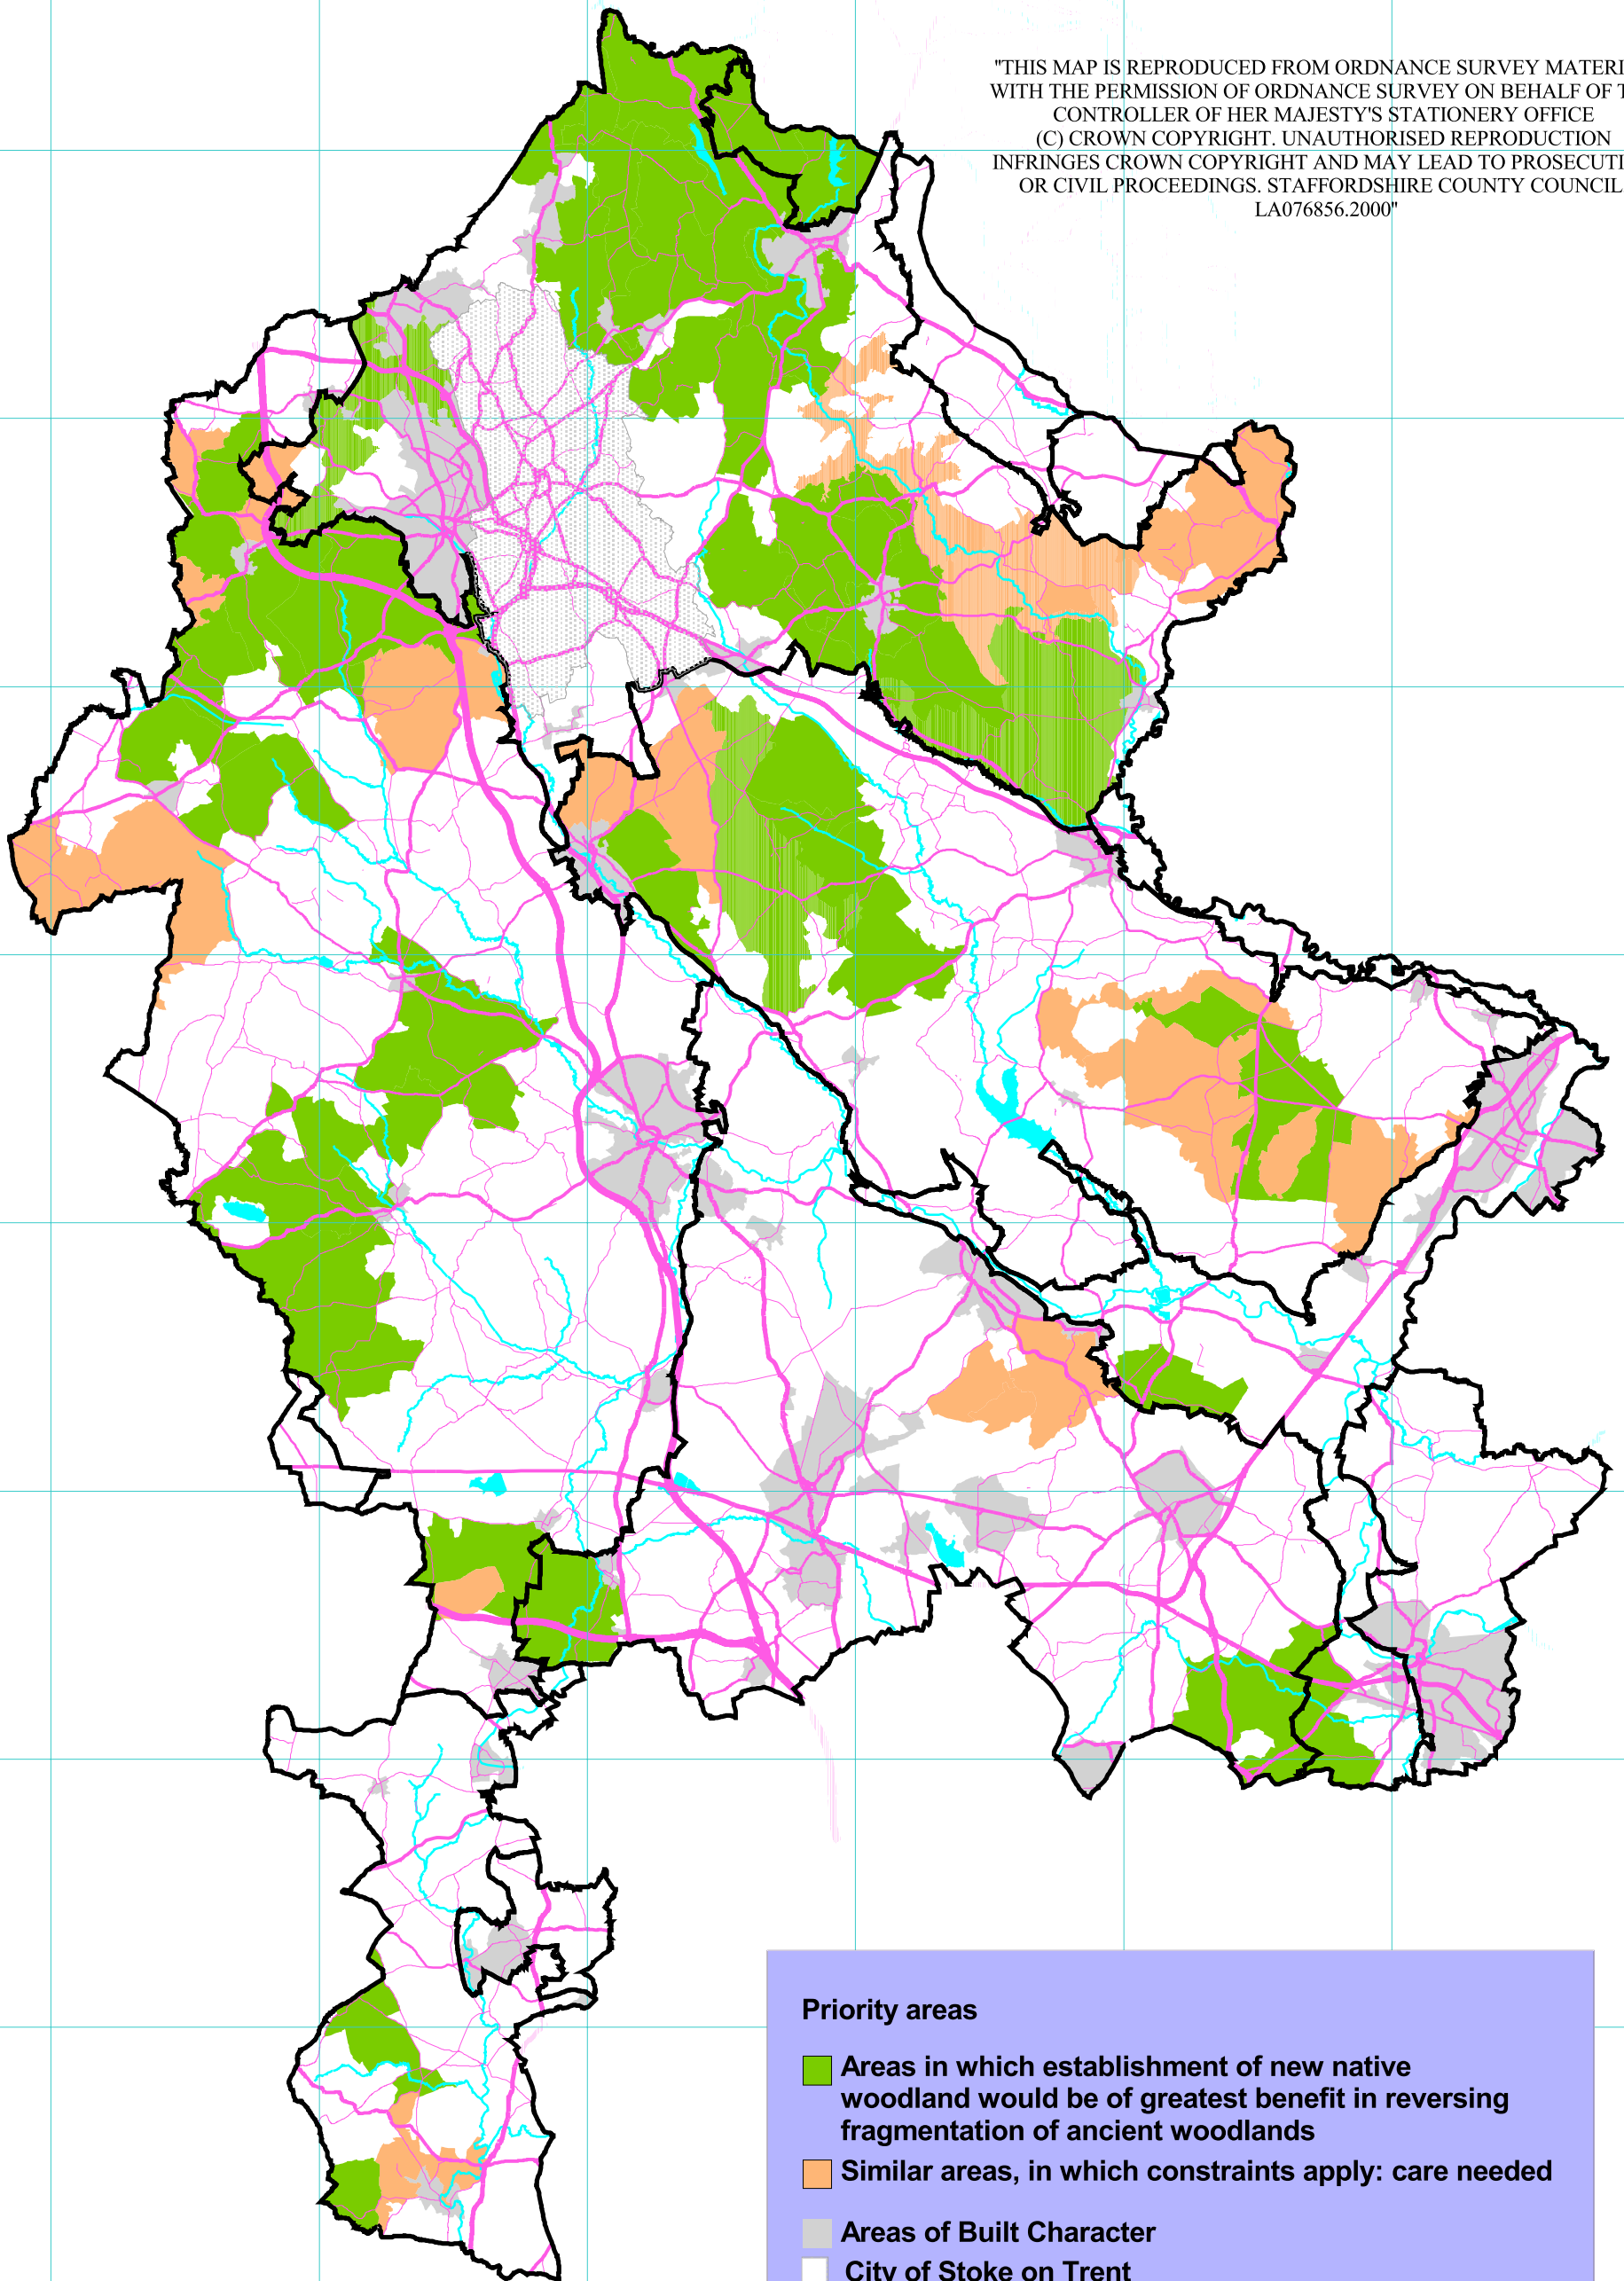 "THIS MAP IS REPRODUCED FROM ORDNANCE SURVEY MATERI
WITH THE PERMISSION OF ORDNANCE SURVEY ON BEHALF OF T
CONTROLLER OF HER MAJESTY'S STATIONERY OFFICE
(C) CROWN COPYRIGHT. UNAUTHORISED REPRODUCTION
INFRINGES CROWN COPYRIGHT AND MAY LEAD TO PROSECUTI
OR CIVIL PROCEEDINGS. STAFFORDSHIRE COUNTY COUNCIL
LA076856.2000"
Priority areas
Areas in which establishment of new native
woodland would be of greatest benefit in reversing
fragmentation of ancient woodlands
Similar areas, in which constraints apply: care needed
Areas of Built Character
City of Stoke on Trent